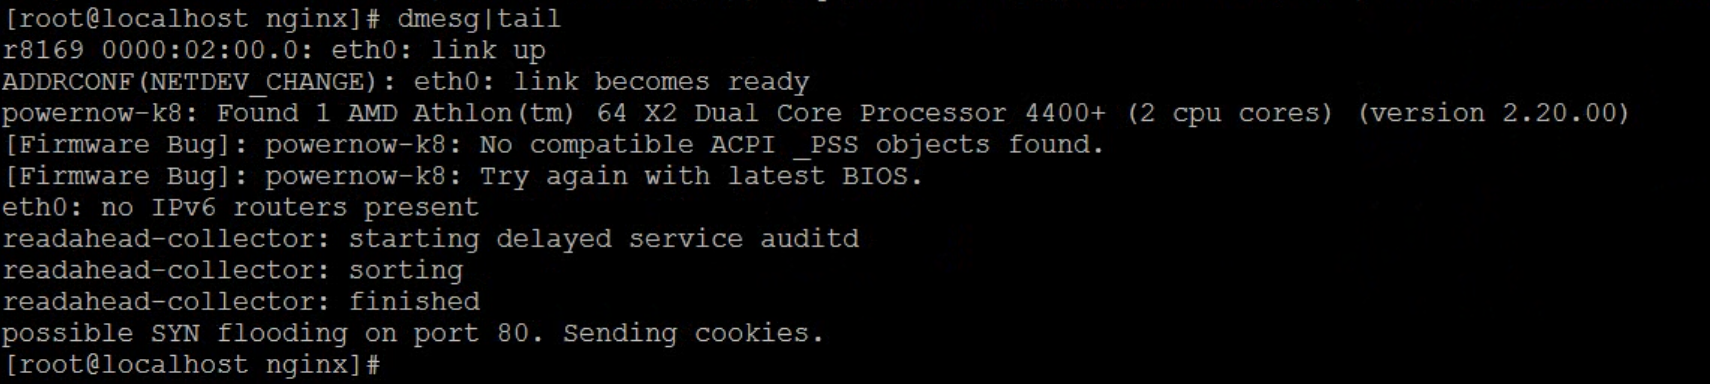 [root@localhost nginx]# dmesg|tail
r8169 0000:02:00.0: eth0: link up
ADDRCONF(NETDEV_CHANGE): eth0: link becomes ready
powernow-k8: Found 1 AMD Athlon(tm) 64 X2 Dual Core Processor 4400+ (2 cpu cores) (version 2.20.00)
[Firmware Bug]: powernow-k8: No compatible ACPI _PSS objects found.
[Firmware Bug]: powernow-k8: Try again with latest BIOS.
eth0: no IPv6 routers present
readahead-collector: starting delayed service auditd
readahead-collector: sorting
readahead-collector: finished
possible SYN flooding on port 80. Sending cookies.
[root@localhost nginx]#